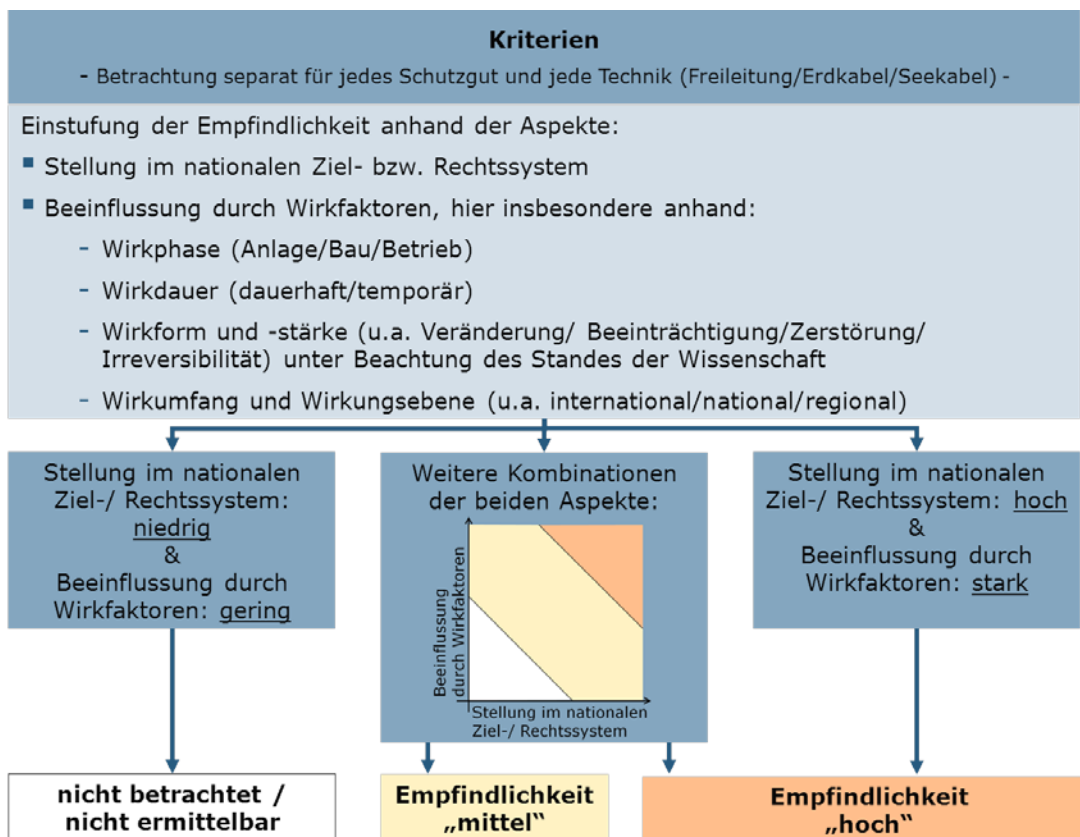 Kriterien
- Betrachtung separat für jedes Schutzgut und jede Technik (Freileitung/Erdkabel/Seekabel) -
Einstufung der Empfindlichkeit anhand der Aspekte:
▪ Stellung im nationalen Ziel- bzw. Rechtssystem
▪ Beeinflussung durch Wirkfaktoren, hier insbesondere anhand:
- Wirkphase (Anlage/Bau/Betrieb)
- Wirkdauer (dauerhaft/temporär)
- Wirkform und -stärke (u.a. Veränderung/ Beeinträchtigung/Zerstörung/
Irreversibilität) unter Beachtung des Standes der Wissenschaft
- Wirkumfang und Wirkungsebene (u.a. international/national/regional)
Stellung im nationalen
Ziel-/ Rechtssystem:
niedrig
&
Beeinflussung durch
Wirkfaktoren: gering
Weitere Kombinationen
der beiden Aspekte:
Beeinflussung
durch Wirkfaktoren
Stellung im nationalen
Ziel-/ Rechtssystem
Stellung im nationalen
Ziel-/ Rechtssystem: hoch
&
Beeinflussung durch
Wirkfaktoren: stark
nicht betrachtet /
nicht ermittelbar
Empfindlichkeit
„mittel"
Empfindlichkeit
„hoch"